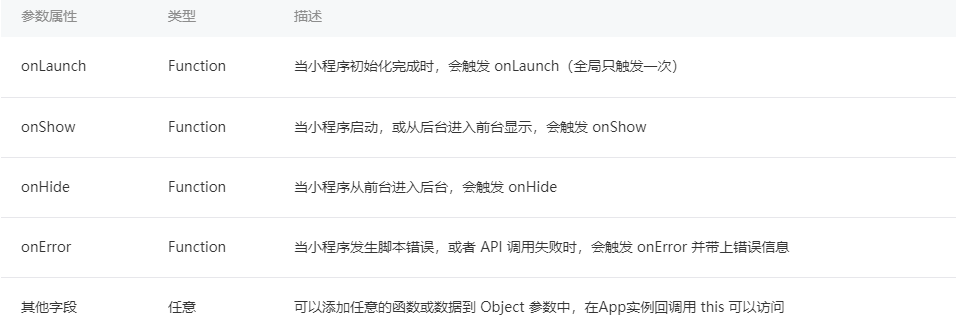 参数属性 类型 描述
onLaunch Function 当小程序初始化完成时，会触发 onLaunch（全局只触发一次）
onShow Function 当小程序启动，或从后台进入前台显示，会触发 onShow
onHide Function 当小程序从前台进入后台，会触发 onHide
onError Function 当小程序发生脚本错误，或者 API 调用失败时，会触发 onError 并带上错误信息
其他字段 任意 可以添加任意的函数或数据到 Object 参数中，在App实例回调用 this 可以访问